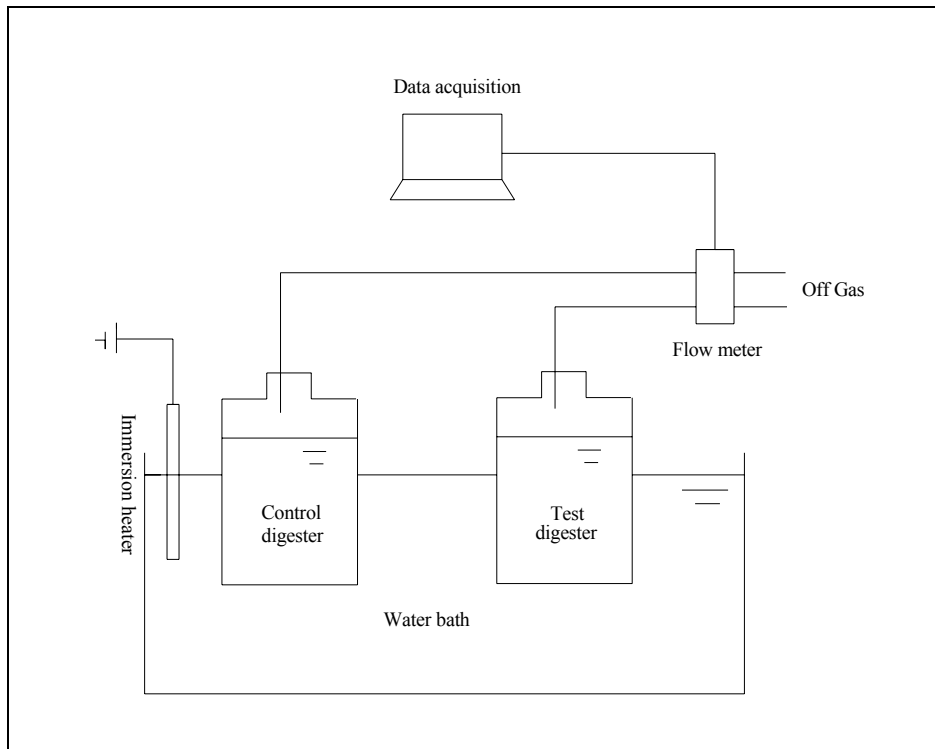 Data acquisition
Off Gas
Flow meter
Immersion heater
Control
digester
Test
digester
Water bath